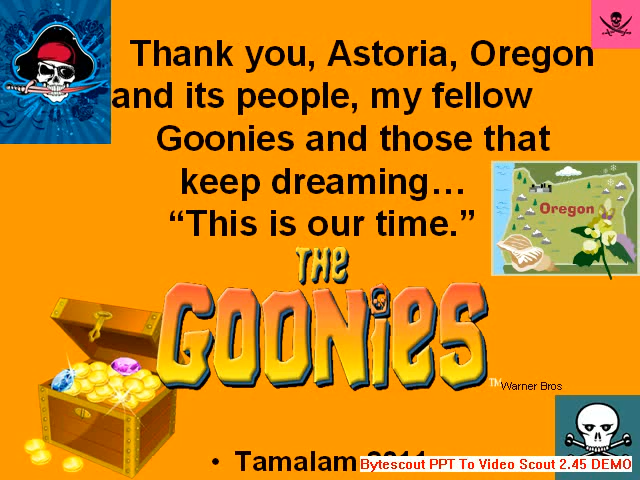 Thank you, Astoria, Oregon
and its people, my fellow
Goonies and those that
keep dreaming…
“This is our time.”
Oregon
THE
GOONIES
TM Warner Bros
• Tamalam 2011
Bytescout PPT To Video Scout 2.45 DEMO